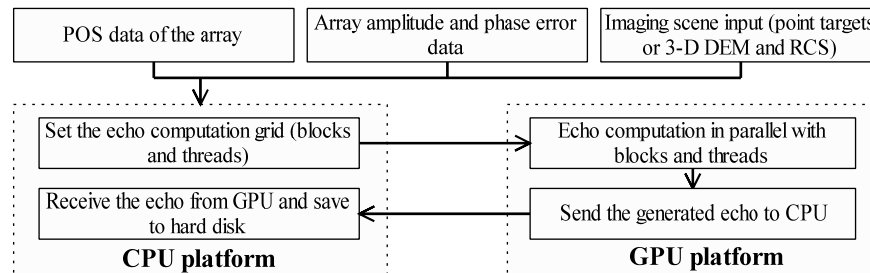 POS data of the array
Array amplitude and phase error
data
Imaging scene input (point targets
or 3-D DEM and RCS)
Set the echo computation grid (blocks
and threads)
Echo computation in parallel with
blocks and threads
Receive the echo from GPU and save
to hard disk
Send the generated echo to CPU
CPU platform
GPU platform